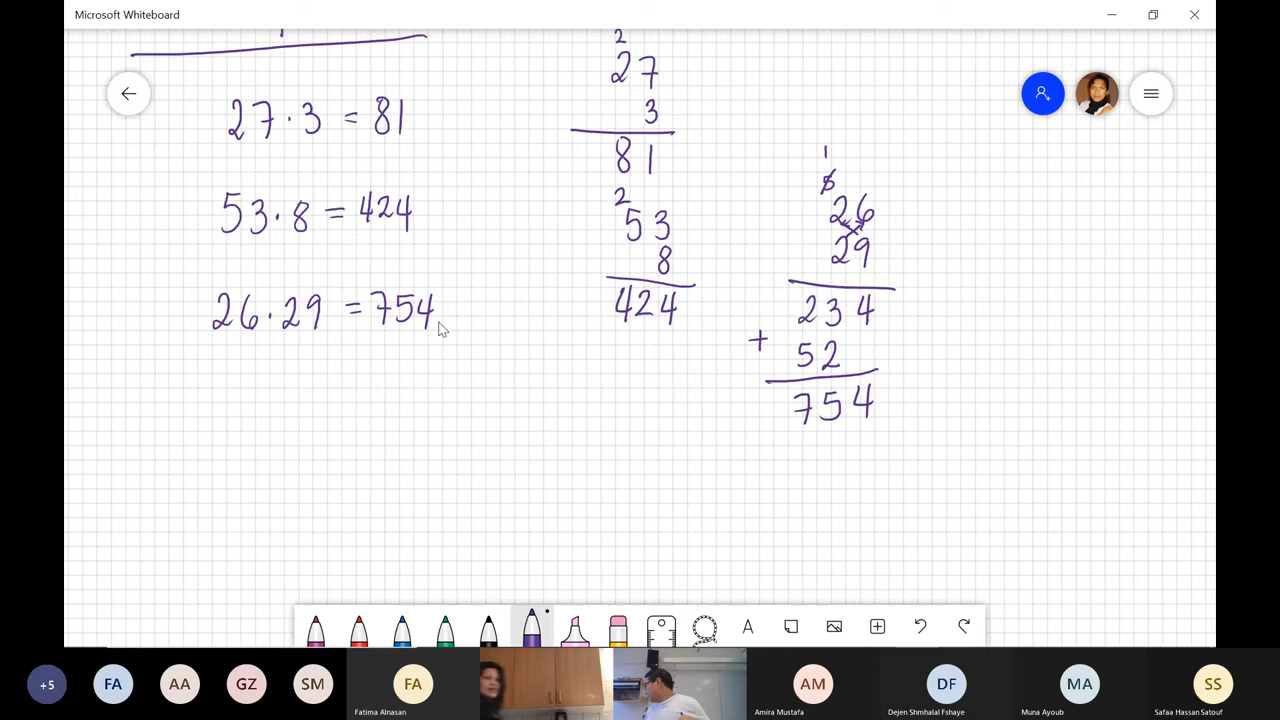 Microsoft Whiteboard
27 · 3 = 81
53 · 8 = 424
26 · 29 = 754
2
27
3
81
2
53
8
424
1
26
29
234
+ 52
754
A
+5
FA
AA
GZ
SM
FA
Fatima Alnasan
AM
Amira Mustafa
DF
Dejen Shmhalal Fshaye
MA
Muna Ayoub
SS
Safaa Hassan Satouf